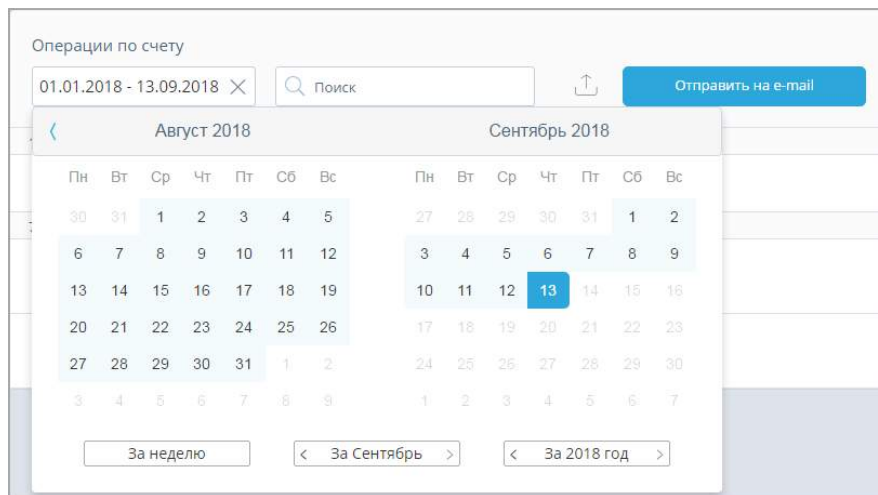 Операции по счету
01.01.2018 - 13.09.2018 Поиск Отправить на e-mail
Август 2018 Сентябрь 2018
Пн Вт Ср Чт Пт Сб Вс Пн Вт Ср Чт Пт Сб Вс
30 31 1 2 3 4 5 27 28 29 30 31 1 2
6 7 8 9 10 11 12 3 4 5 6 7 8 9
13 14 15 16 17 18 19 10 11 12 13 14 15 16
20 21 22 23 24 25 26 17 18 19 20 21 22 23
27 28 29 30 31 1 2 24 25 26 27 28 29 30
3 4 5 6 7 8 9 1 2 3 4 5 6 7
За неделю < За Сентябрь > < За 2018 год >